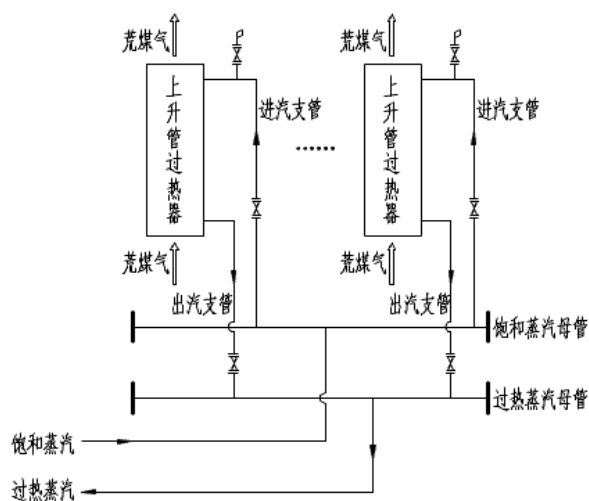 荒煤气
荒煤气
P
P
上升管过热器
进汽支管
……
上升管过热器
进汽支管
荒煤气
荒煤气
出汽支管
出汽支管
饱和蒸汽母管
过热蒸汽母管
饱和蒸汽
过热蒸汽